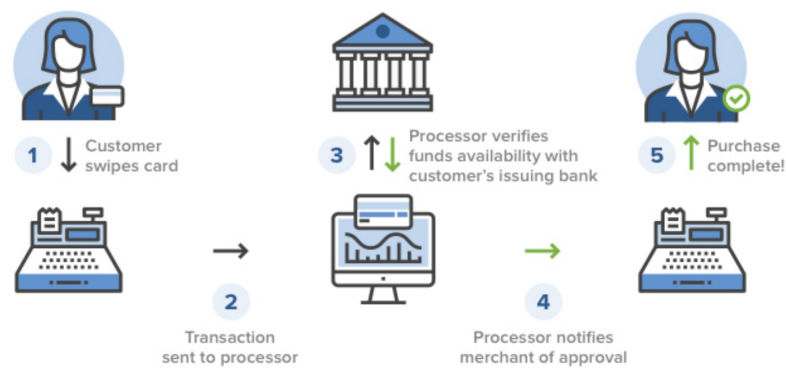 1
Customer
swipes card
2
Transaction
sent to processor
3
Processor verifies
funds availability with
customer's issuing bank
4
Processor notifies
merchant of approval
5
Purchase
complete!